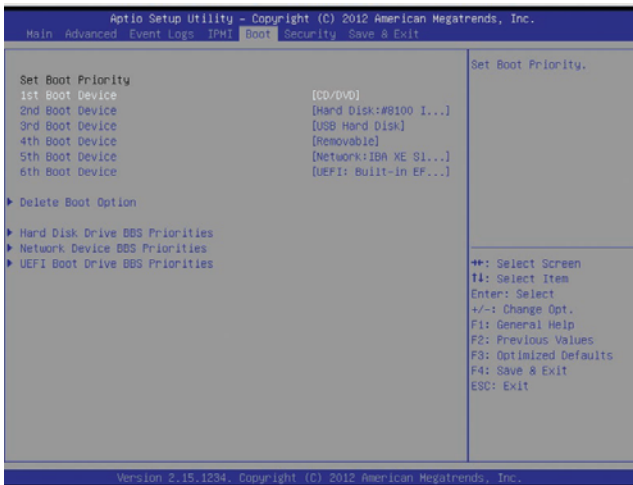 Aptio Setup Utility – Copyright (C) 2012 American Megatrends, Inc.
Main Advanced Event Logs IPMI Boot Security Save & Exit
Set Boot Priority
1st Boot Device [CD/DVD]
2nd Boot Device [Hard Disk:#0100 I...]
3rd Boot Device [USB Hard Disk]
4th Boot Device [Removable]
5th Boot Device [Network:IBA XE Sl...]
6th Boot Device [UEFI: Built-in EF...]
Delete Boot Option
Hard Disk Drive BBS Priorities
Network Device BBS Priorities
UEFI Boot Drive BBS Priorities
Set Boot Priority.
→←: Select Screen
↑↓: Select Item
Enter: Select
+/-: Change Opt.
F1: General Help
F2: Previous Values
F3: Optimized Defaults
F4: Save & Exit
ESC: Exit
Version 2.15.1234. Copyright (C) 2012 American Megatrends, Inc.